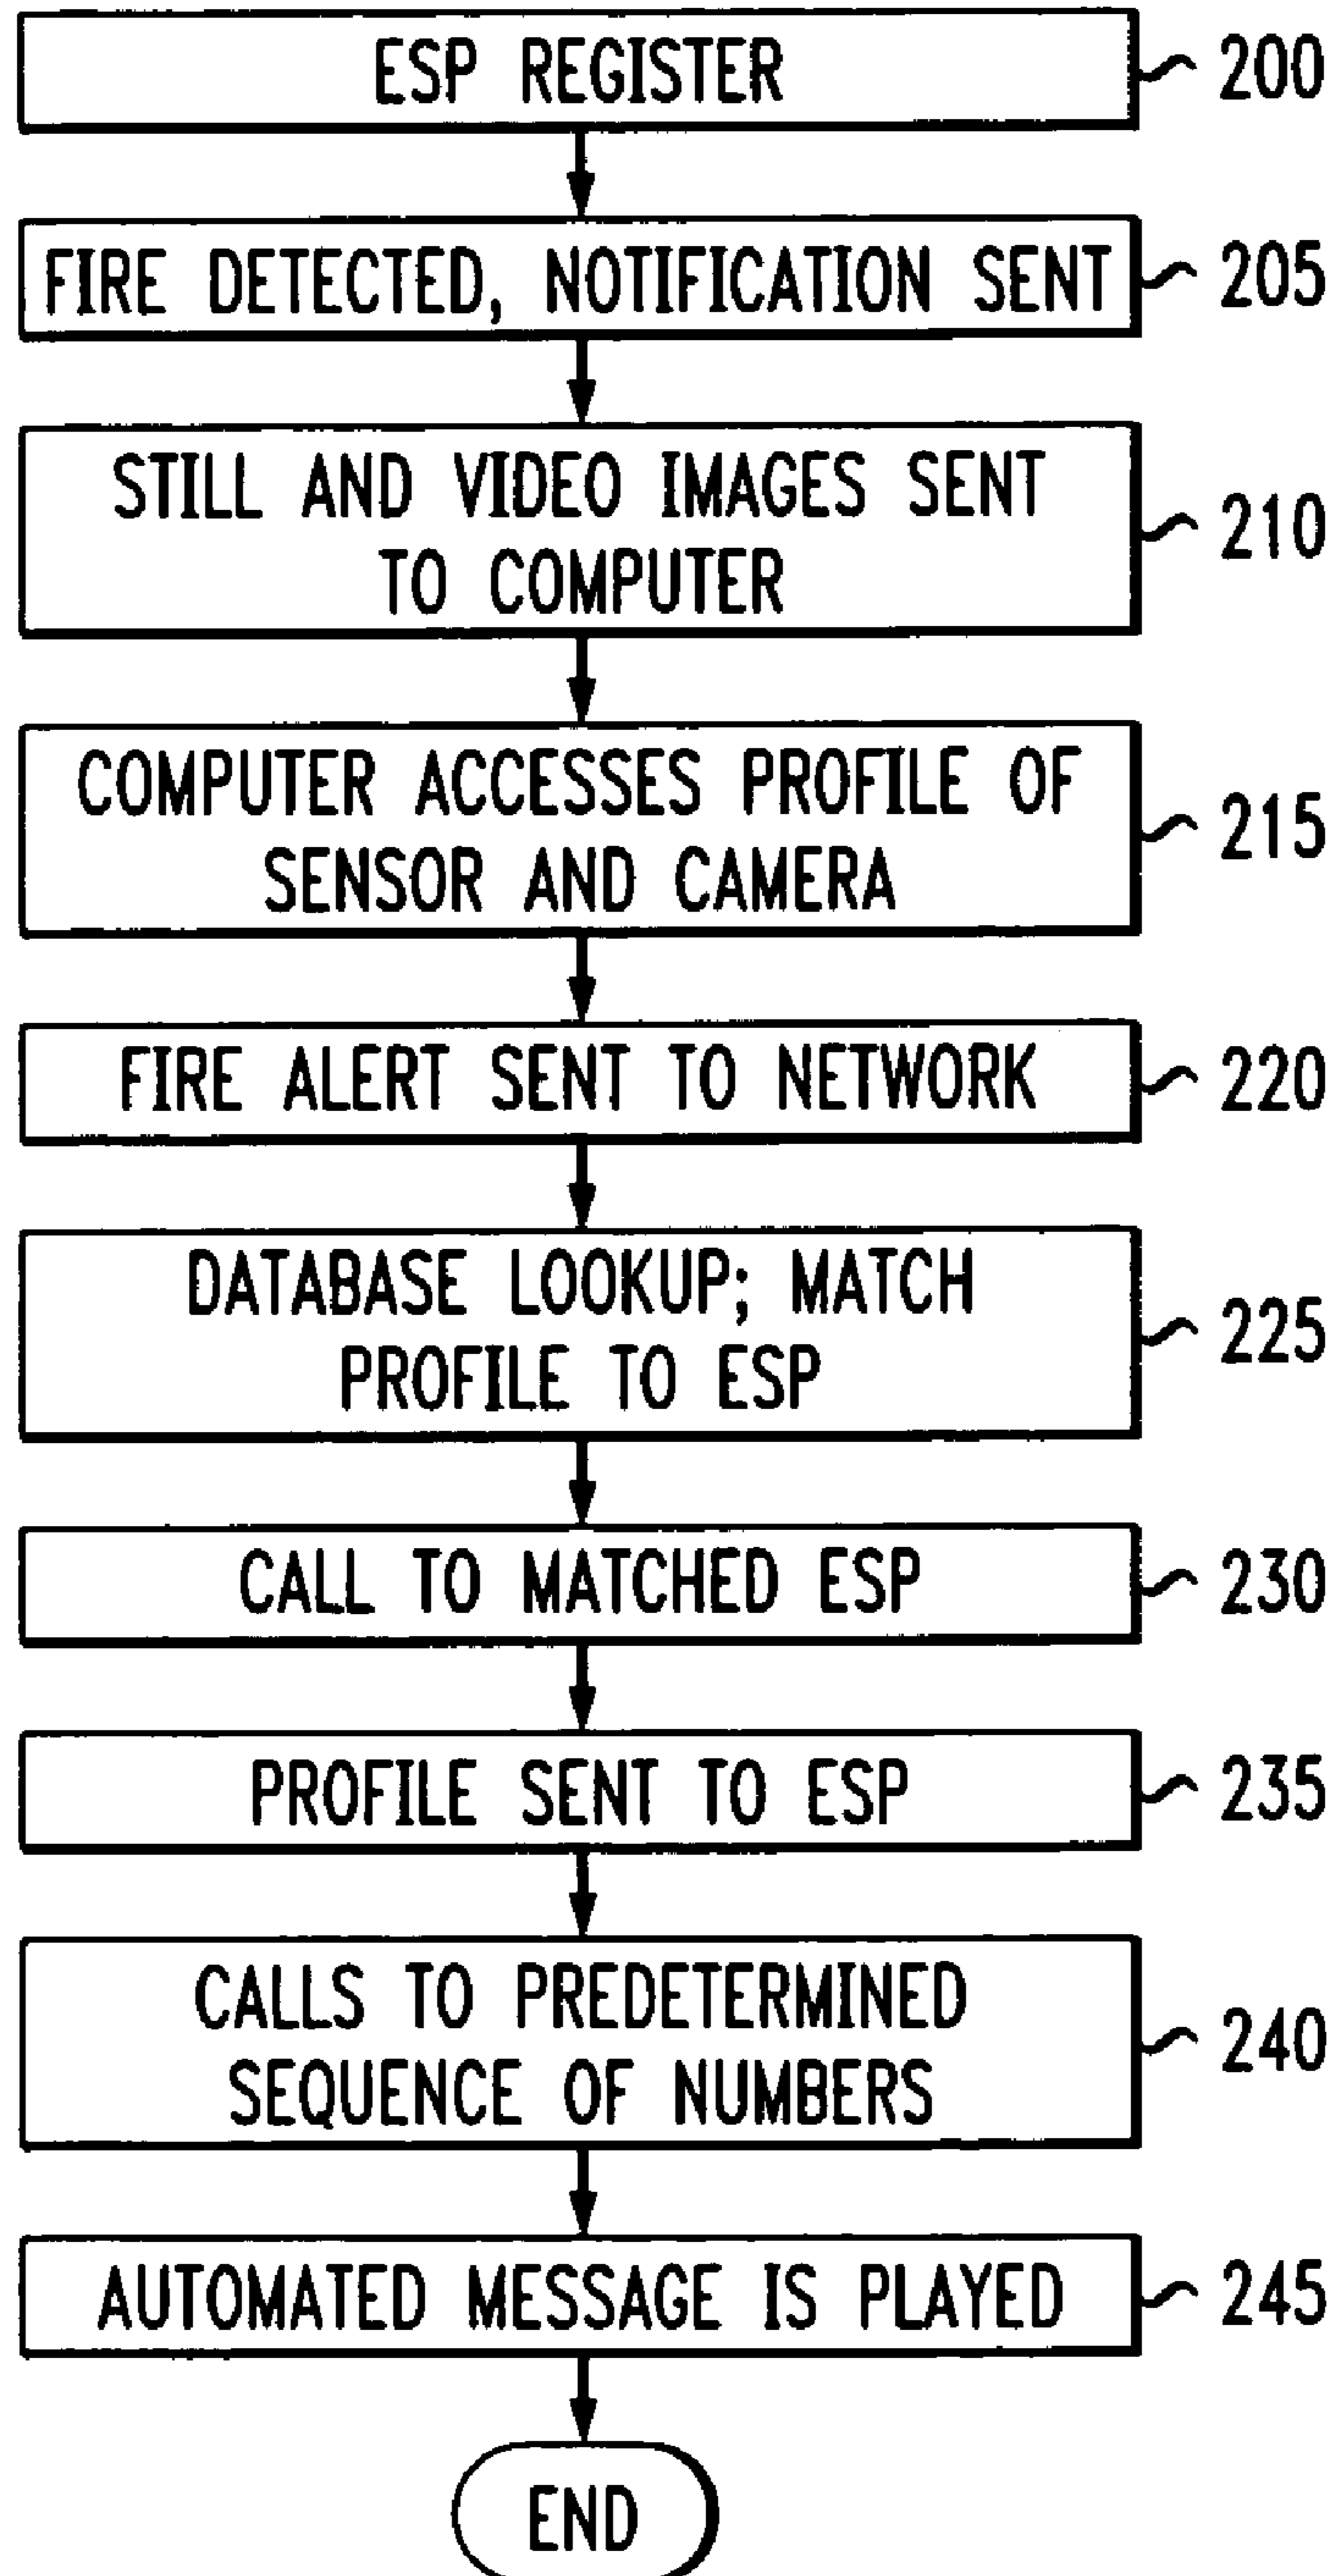 ESP REGISTER 200
FIRE DETECTED, NOTIFICATION SENT 205
STILL AND VIDEO IMAGES SENT
TO COMPUTER
210
COMPUTER ACCESSES PROFILE OF
SENSOR AND CAMERA
215
FIRE ALERT SENT TO NETWORK 220
DATABASE LOOKUP; MATCH
PROFILE TO ESP
225
CALL TO MATCHED ESP 230
PROFILE SENT TO ESP 235
CALLS TO PREDETERMINED
SEQUENCE OF NUMBERS
240
AUTOMATED MESSAGE IS PLAYED 245
END